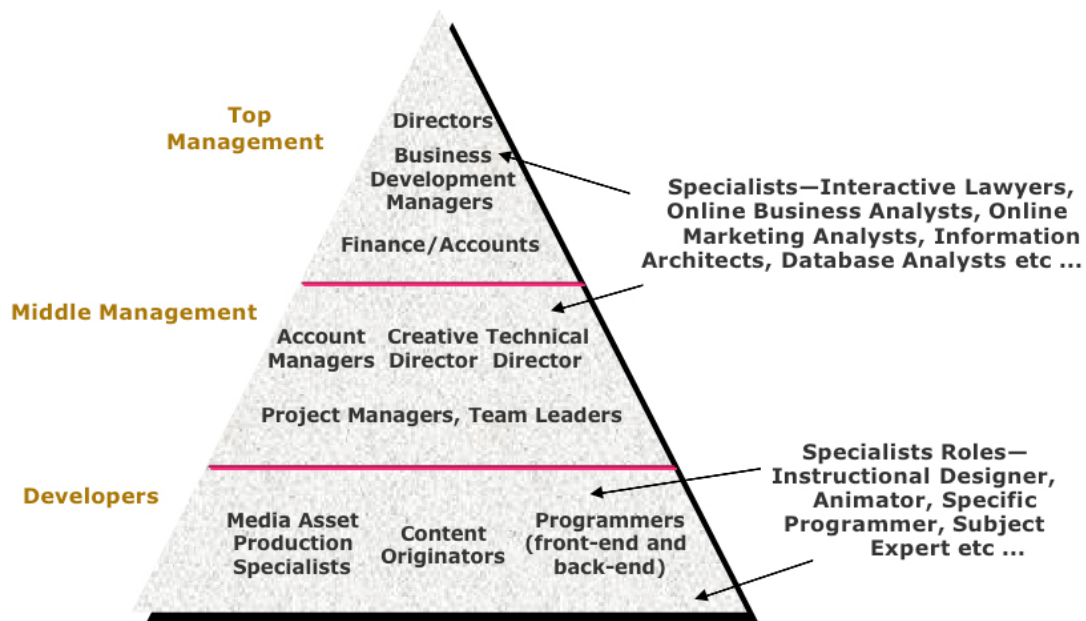 Top
Management
Directors
Business
Development
Managers
Finance/Accounts
Specialists—Interactive Lawyers,
Online Business Analysts, Online
Marketing Analysts, Information
Architects, Database Analysts etc ...
Middle Management
Account
Managers
Creative
Director
Technical
Director
Project Managers, Team Leaders
Specialists Roles—
Instructional Designer,
Animator, Specific
Programmer, Subject
Expert etc ...
Developers
Media Asset
Production
Specialists
Content
Originators
Programmers
(front-end and
back-end)